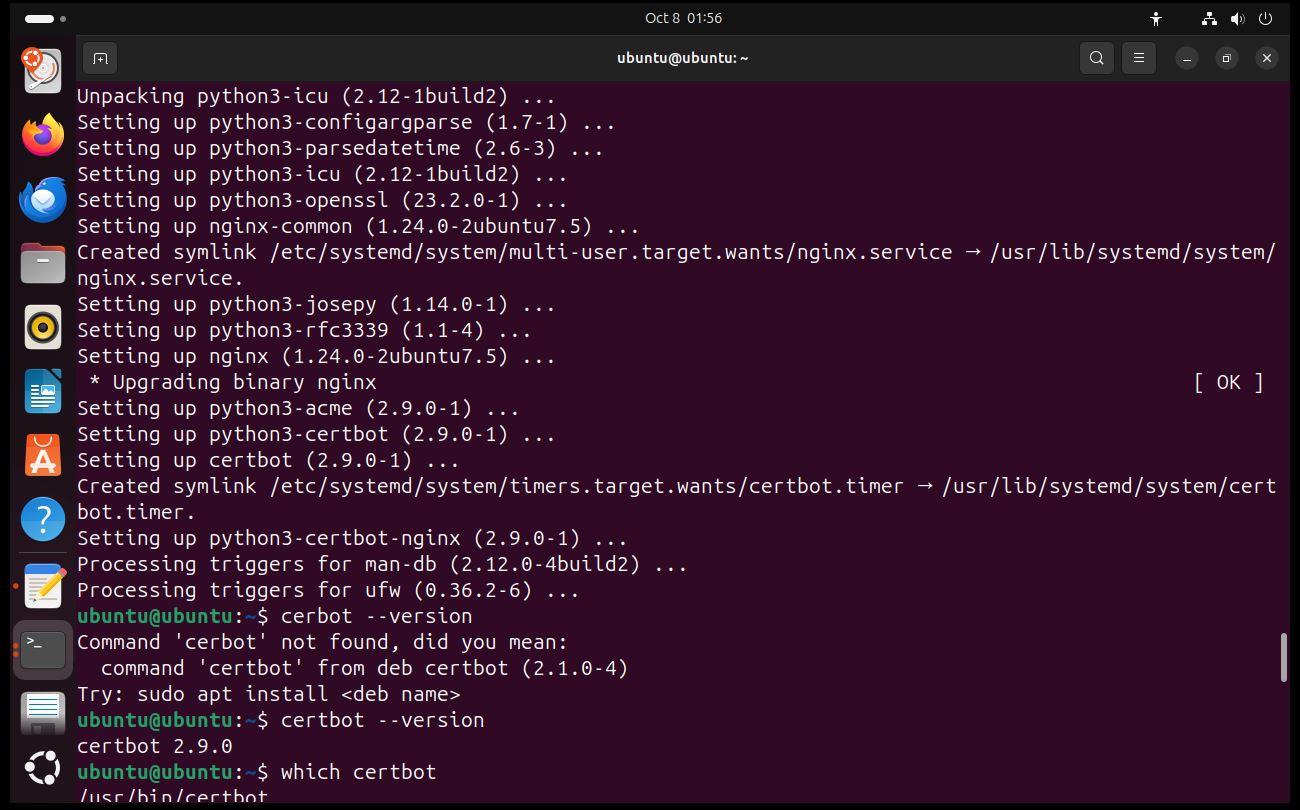 Oct 8 01:56
ubuntu@ubuntu: ~
Unpacking python3-icu (2.12-1build2) ...
Setting up python3-configargparse (1.7-1) ...
Setting up python3-parsedatetime (2.6-3) ...
Setting up python3-icu (2.12-1build2) ...
Setting up python3-openssl (23.2.0-1) ...
Setting up nginx-common (1.24.0-2ubuntu7.5) ...
Created symlink /etc/systemd/system/multi-user.target.wants/nginx.service → /usr/lib/systemd/system/
nginx.service.
Setting up python3-josepy (1.14.0-1) ...
Setting up python3-rfc3339 (1.1-4) ...
Setting up nginx (1.24.0-2ubuntu7.5) ...
 * Upgrading binary nginx [ OK ]
Setting up python3-acme (2.9.0-1) ...
Setting up python3-certbot (2.9.0-1) ...
Setting up certbot (2.9.0-1) ...
Created symlink /etc/systemd/system/timers.target.wants/certbot.timer → /usr/lib/systemd/system/cert
bot.timer.
Setting up python3-certbot-nginx (2.9.0-1) ...
Processing triggers for man-db (2.12.0-4build2) ...
Processing triggers for ufw (0.36.2-6) ...
ubuntu@ubuntu:~$ cerbot --version
Command 'cerbot' not found, did you mean:
  command 'certbot' from deb certbot (2.1.0-4)
Try: sudo apt install <deb name>
ubuntu@ubuntu:~$ certbot --version
certbot 2.9.0
ubuntu@ubuntu:~$ which certbot
/usr/bin/certbot